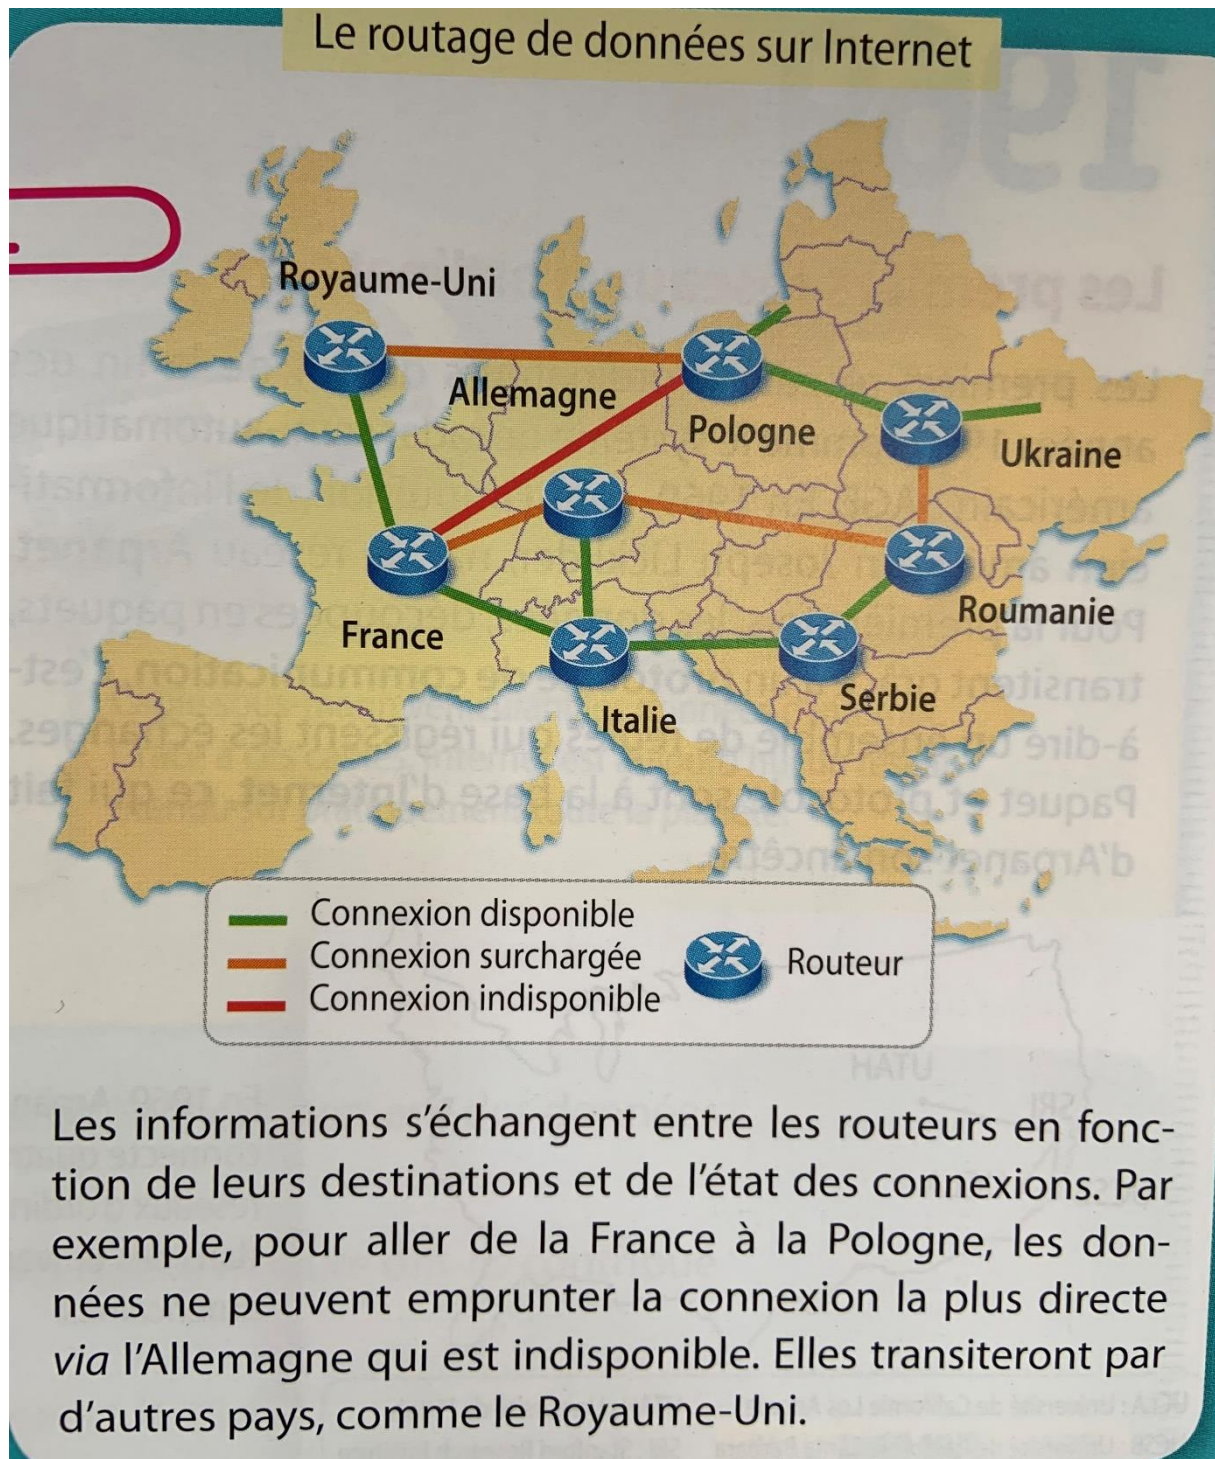 Le routage de données sur Internet
Royaume-Uni
Allemagne
Pologne
Ukraine
France
Roumanie
Serbie
Italie
Connexion disponible
Connexion surchargée
Connexion indisponible
Routeur
Les informations s'échangent entre les routeurs en fonc-
tion de leurs destinations et de l'état des connexions. Par
exemple, pour aller de la France à la Pologne, les don-
nées ne peuvent emprunter la connexion la plus directe
via l'Allemagne qui est indisponible. Elles transiteront par
d'autres pays, comme le Royaume-Uni.